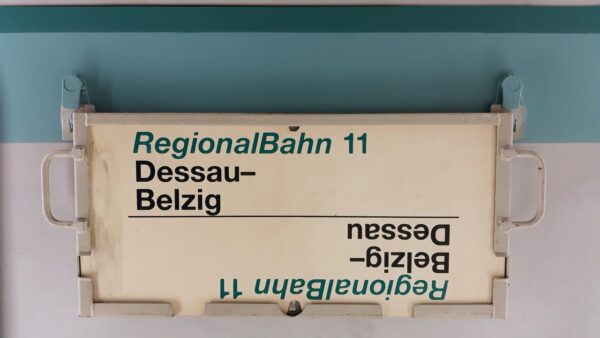 RegionalBahn 11
Dessau–
Belzig
RegionalBahn 11
Belzig–
Dessau